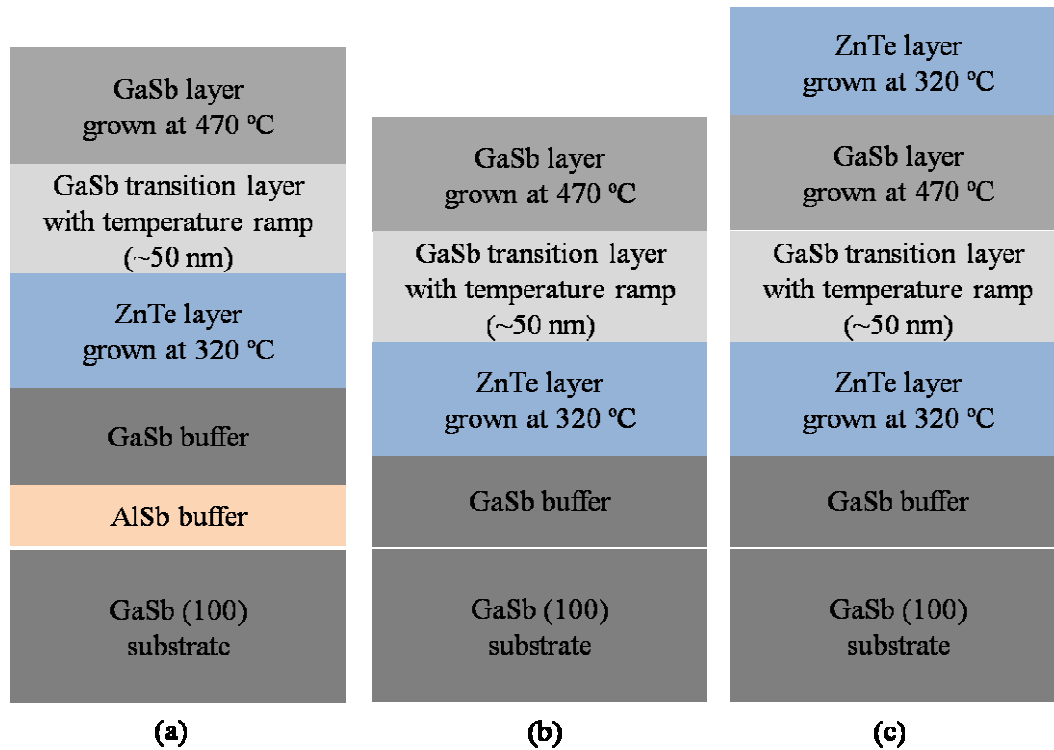 GaSb layer
grown at 470 ºC
GaSb transition layer
with temperature ramp
(~50 nm)
ZnTe layer
grown at 320 ºC
GaSb buffer
AlSb buffer
GaSb (100)
substrate
(a)
GaSb layer
grown at 470 ºC
GaSb transition layer
with temperature ramp
(~50 nm)
ZnTe layer
grown at 320 ºC
GaSb buffer
GaSb (100)
substrate
(b)
ZnTe layer
grown at 320 ºC
GaSb layer
grown at 470 ºC
GaSb transition layer
with temperature ramp
(~50 nm)
ZnTe layer
grown at 320 ºC
GaSb buffer
GaSb (100)
substrate
(c)